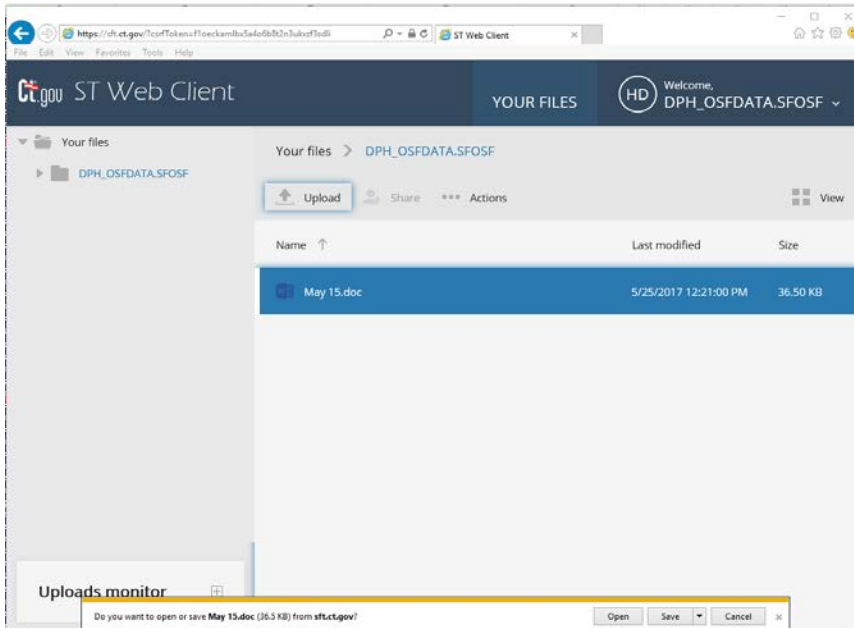 https://sft.ct.gov/?csrfToken=
ST Web Client
File Edit View Favorites Tools Help
Ct.gov ST Web Client
YOUR FILES
HD
Welcome,
DPH_OSFDATA.SFOSF
Your files
DPH_OSFDATA.SFOSF
Your files > DPH_OSFDATA.SFOSF
Upload Share Actions View
Name Last modified Size
May 15.doc 5/25/2017 12:21:00 PM 36.50 KB
Uploads monitor
Do you want to open or save May 15.doc (36.5 KB) from sft.ct.gov?
Open Save Cancel